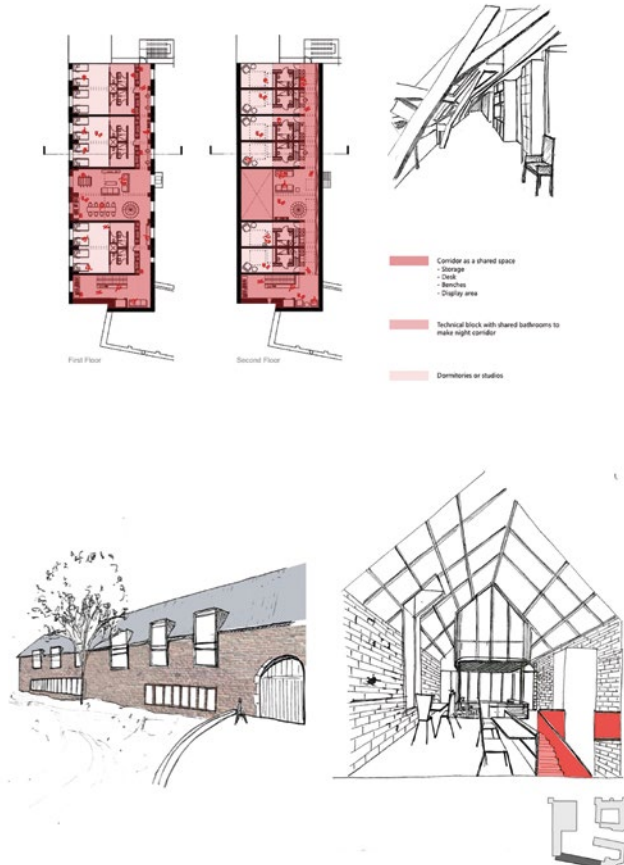 First Floor
Second Floor
Corridor as a shared space
- Storage
- Desk
- Benches
- Display area
Technical block with shared bathrooms to
make night corridor
Dormitories or studios